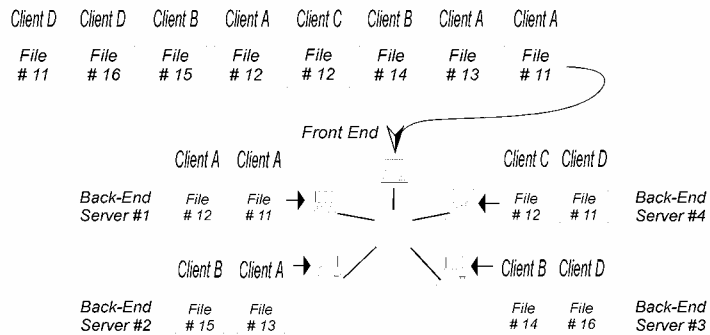 Client D Client D Client B Client A Client C Client B Client A Client A
File File File File File File File File
# 11 # 16 # 15 # 12 # 12 # 14 # 13 # 11
Front End
Client A Client A Client C Client D
Back-End File File File File Back-End
Server #1 # 12 # 11 # 12 # 11 Server #4
Client B Client A Client B Client D
Back-End File File File File Back-End
Server #2 # 15 # 13 # 14 # 16 Server #3